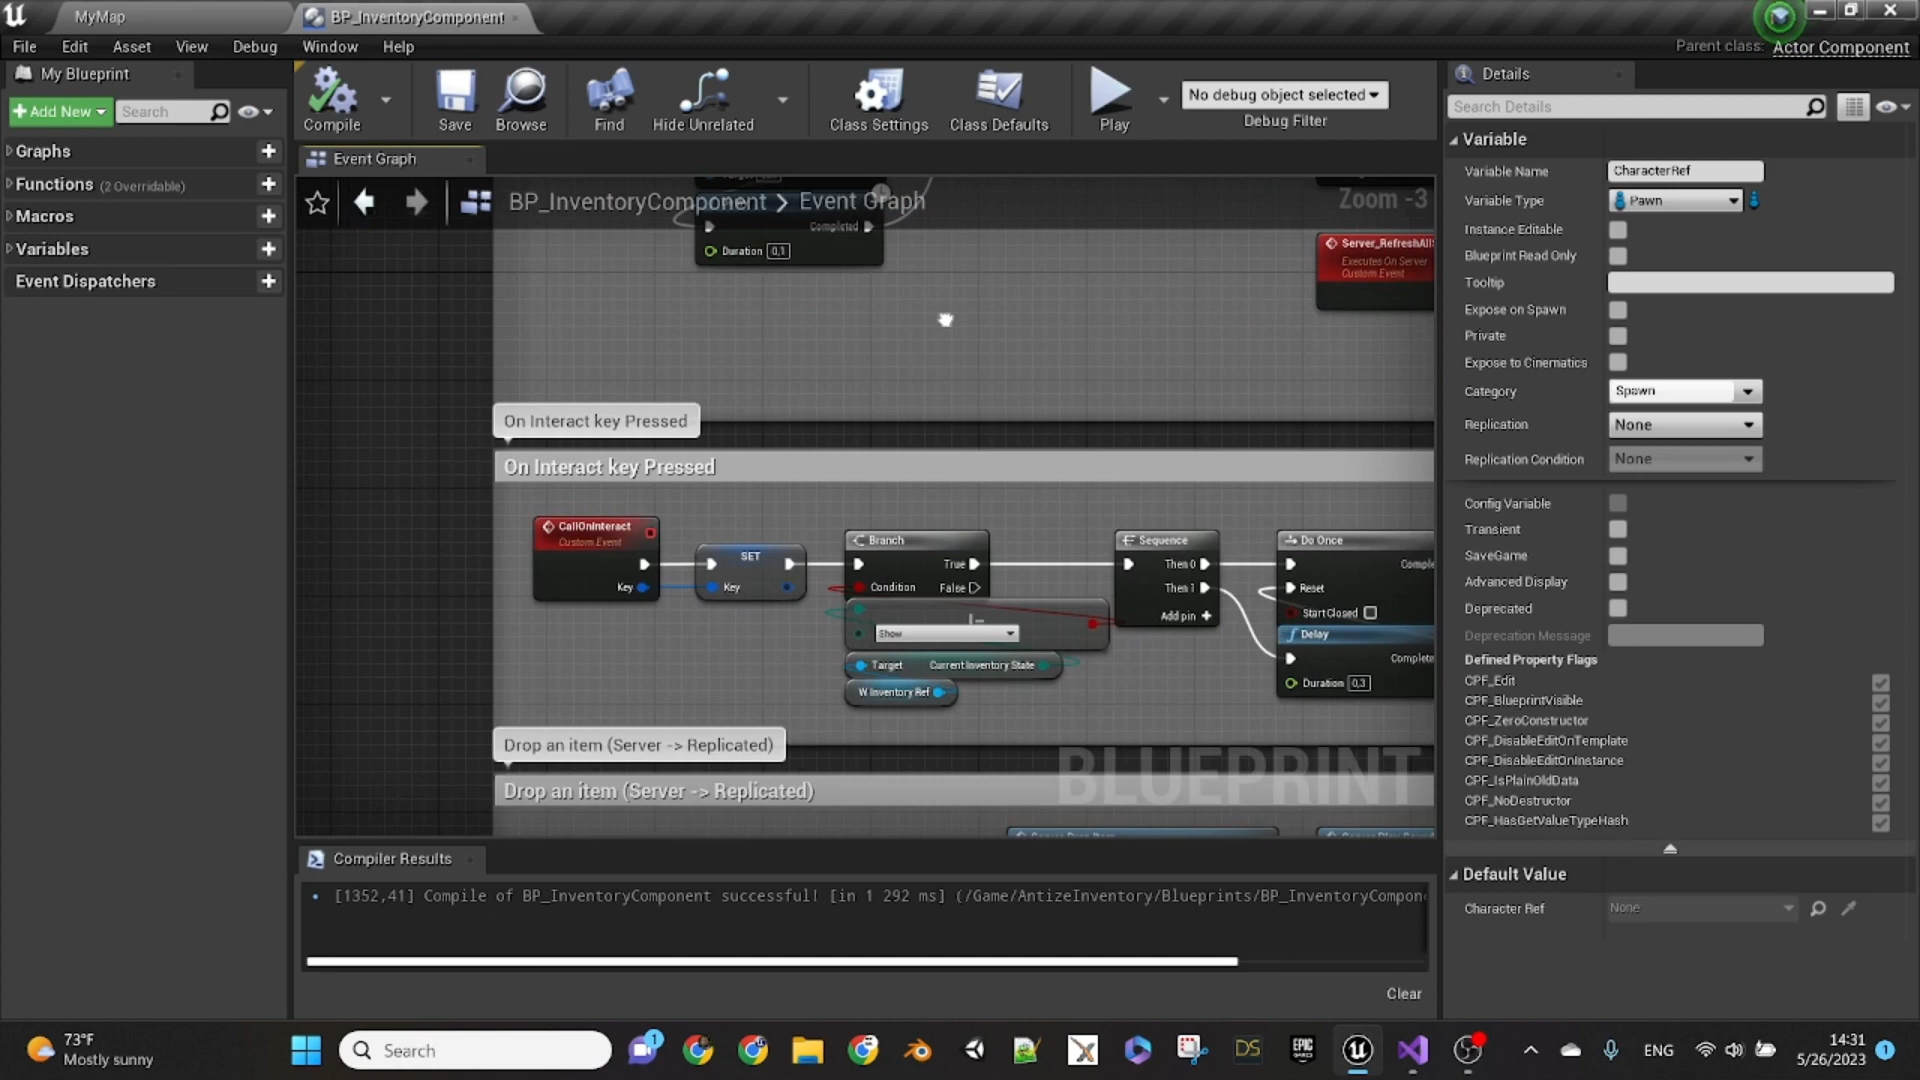 MyMap
BP_InventoryComponent
File Edit Asset View Debug Window Help
Parent class: Actor Component
My Blueprint
Add New
Search
Compile
Save
Browse
Find
Hide Unrelated
Class Settings
Class Defaults
Play
No debug object selected
Debug Filter
Graphs
Functions (2 Overridable)
Macros
Variables
Event Dispatchers
Event Graph
BP_InventoryComponent > Event Graph
Zoom -3
Completed
Duration 0,1
Server_RefreshAll
Executes On Server
Custom Event
On Interact key Pressed
On Interact key Pressed
CallOnInteract
Custom Event
Key
SET
Key
Branch
True
Condition
False
Show
Target Current Inventory State
W Inventory Ref
Sequence
Then 0
Then 1
Add pin +
Do Once
Reset
Start Closed
Delay
Duration 0,3
Drop an item (Server -> Replicated)
Drop an item (Server -> Replicated)
BLUEPRINT
Compiler Results
[1352,41] Compile of BP_InventoryComponent successful! [in 1 292 ms] (/Game/AntizeInventory/Blueprints/BP_InventoryCompon
Clear
Details
Search Details
Variable
Variable Name CharacterRef
Variable Type Pawn
Instance Editable
Blueprint Read Only
Tooltip
Expose on Spawn
Private
Expose to Cinematics
Category Spawn
Replication None
Replication Condition None
Config Variable
Transient
SaveGame
Advanced Display
Deprecated
Deprecation Message
Defined Property Flags
CPF_Edit
CPF_BlueprintVisible
CPF_ZeroConstructor
CPF_DisableEditOnTemplate
CPF_DisableEditOnInstance
CPF_IsPlainOldData
CPF_NoDestructor
CPF_HasGetValueTypeHash
Default Value
Character Ref None
73°F
Mostly sunny
Search
1
DS
EPIC GAMES
ENG
14:31
5/26/2023
1